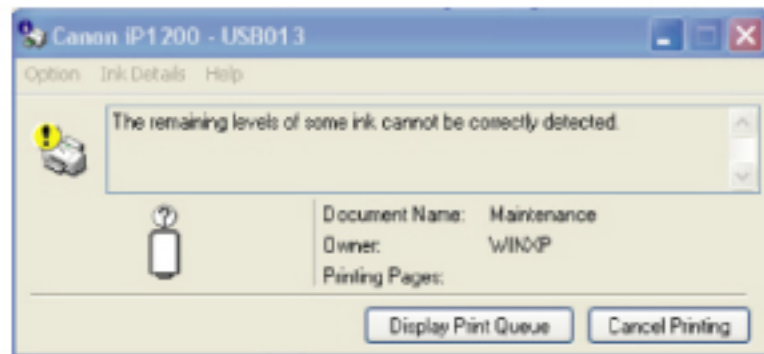 Canon iP1200 - USB013
Option Ink Details Help
The remaining levels of some ink cannot be correctly detected.
?
Document Name: Maintenance
Owner: WINXP
Printing Pages:
Display Print Queue Cancel Printing